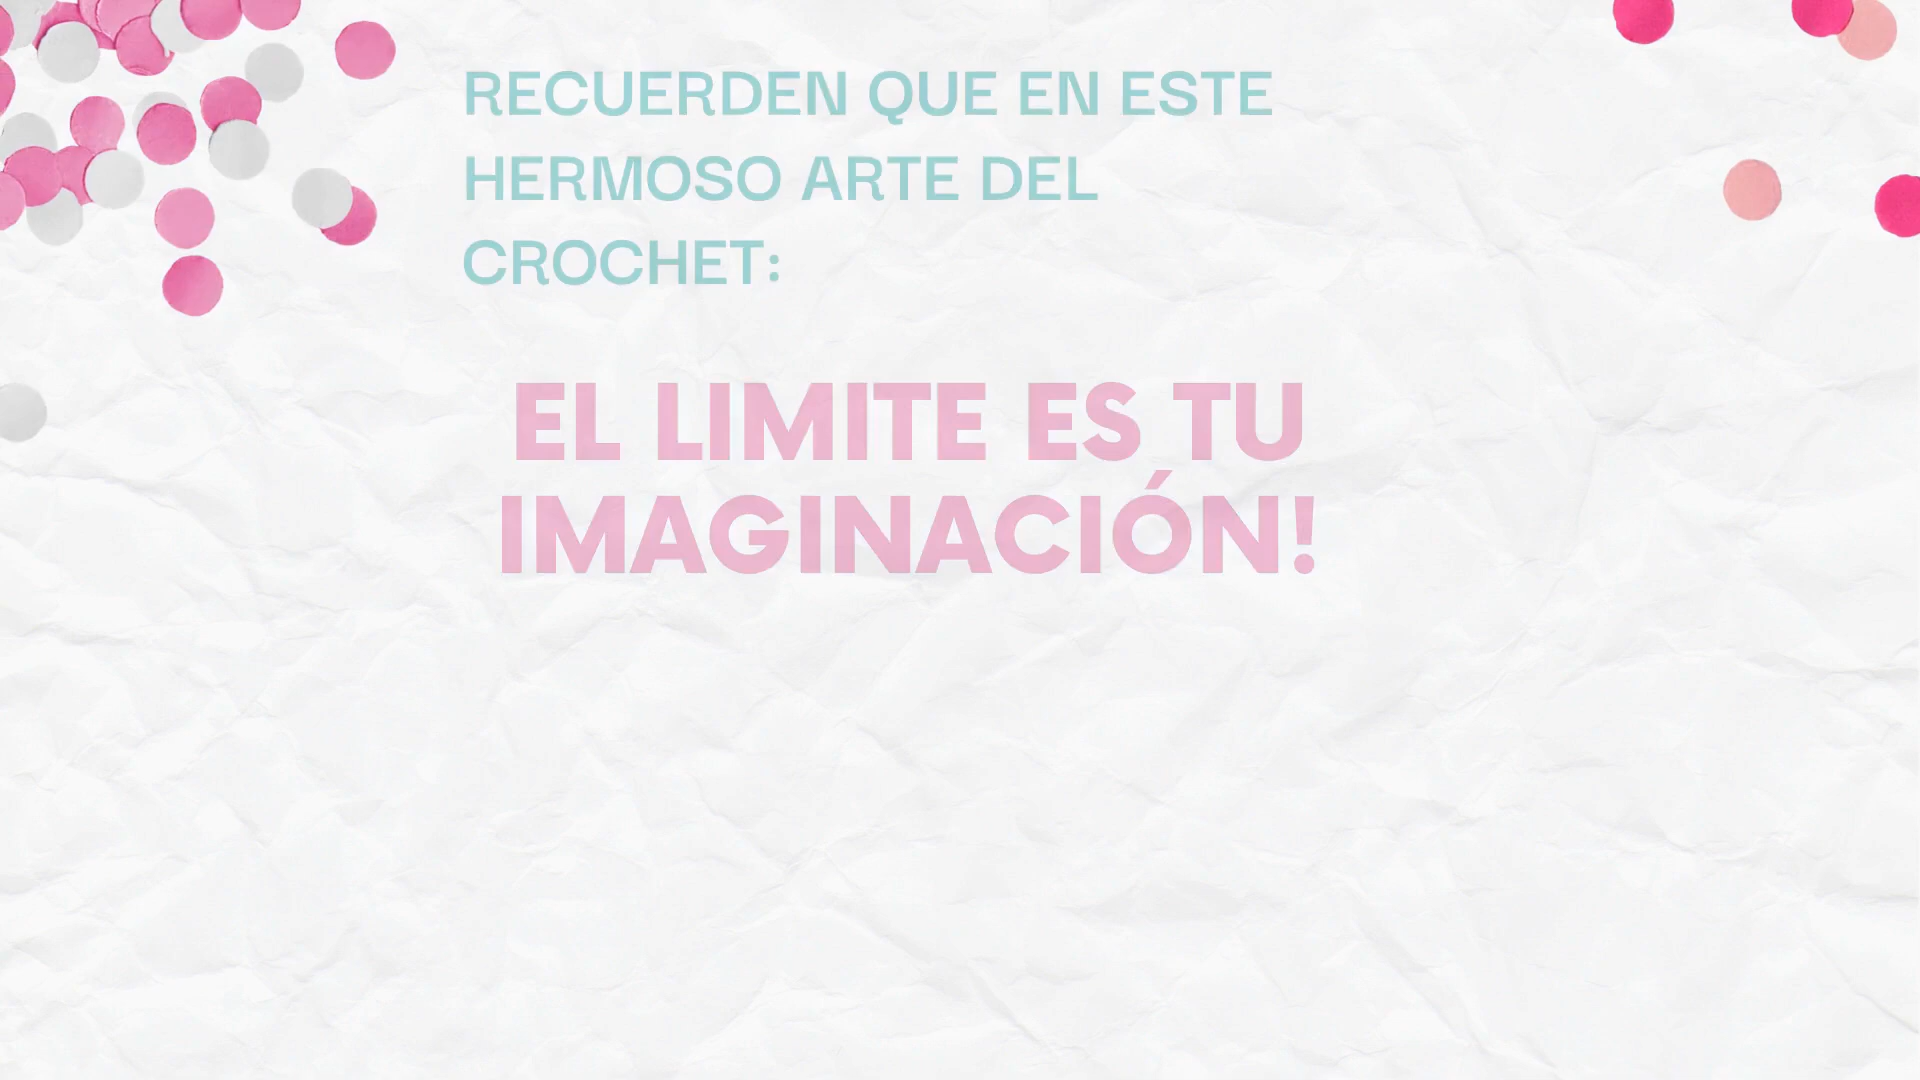 RECUERDEN QUE EN ESTE
HERMOSO ARTE DEL
CROCHET:
EL LIMITE ES TU
IMAGINACIÓN!